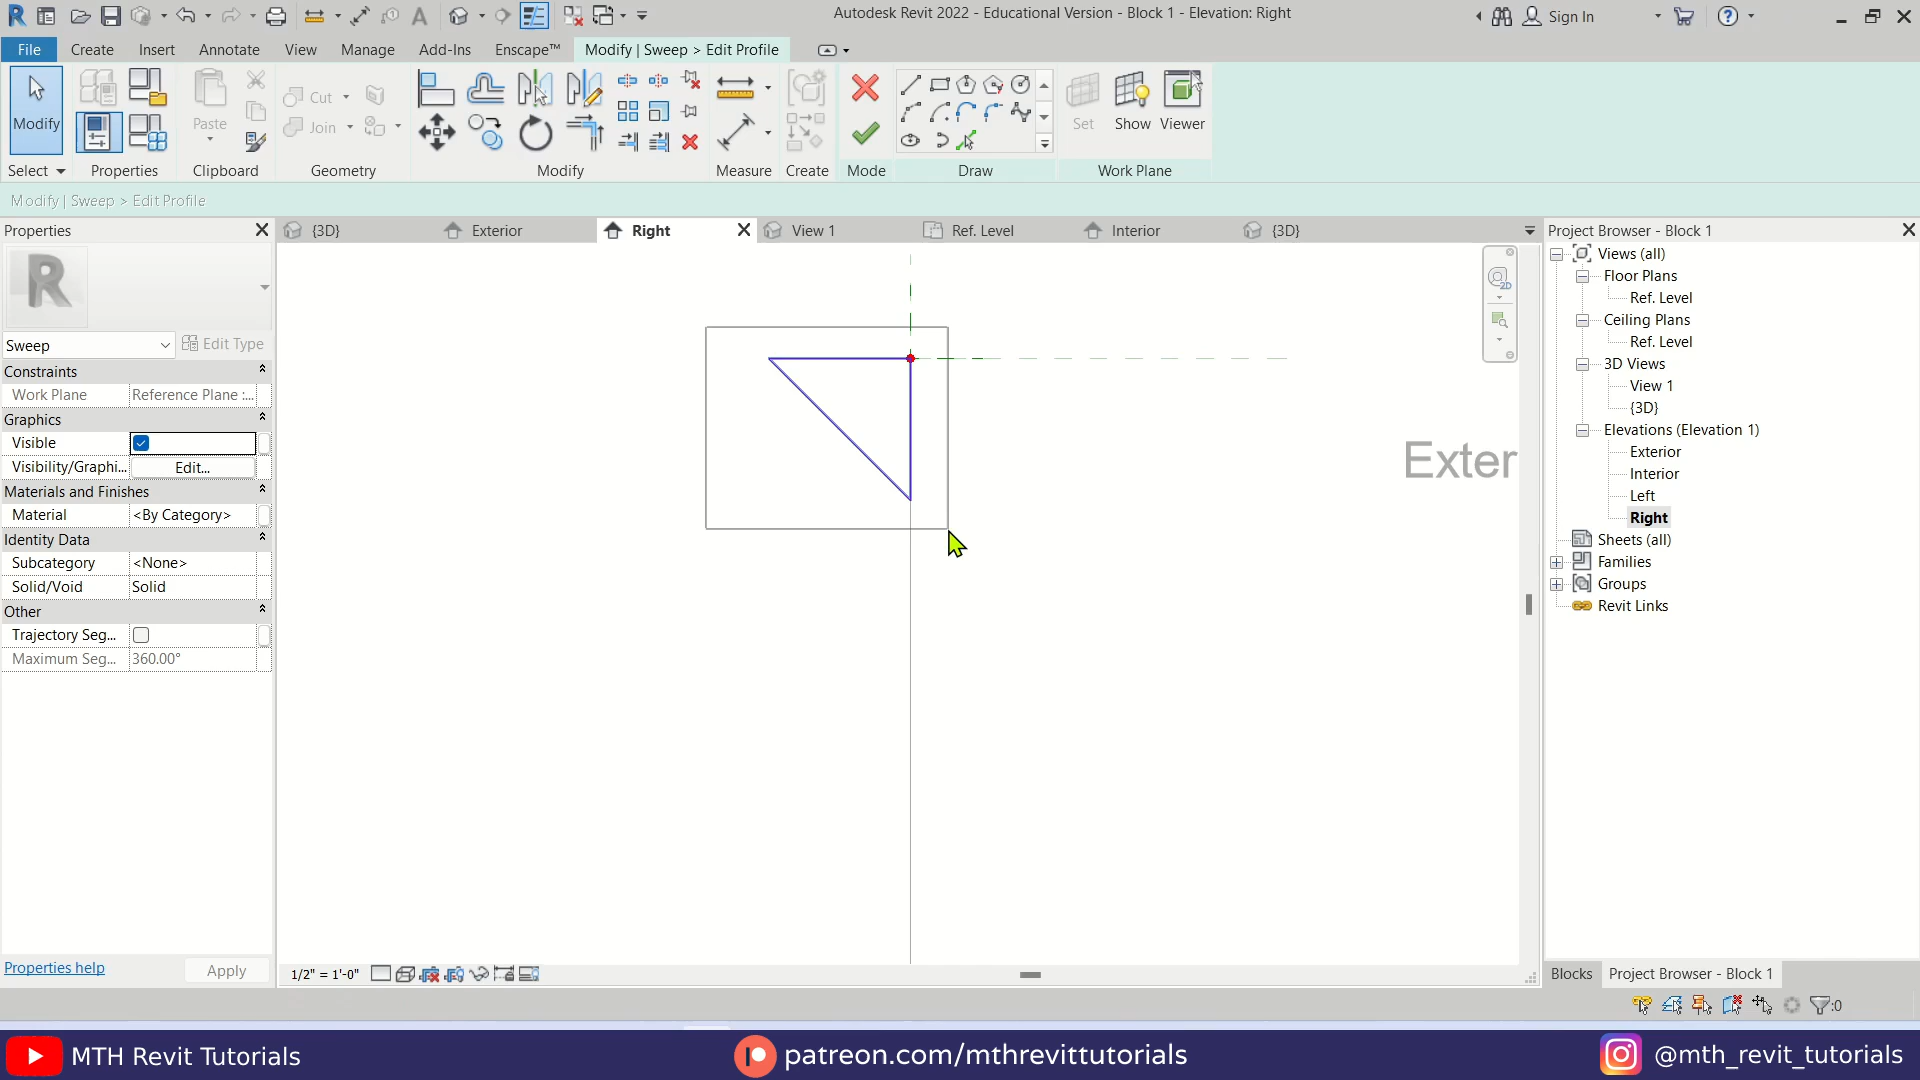 Autodesk Revit 2022 - Educational Version - Block 1 - Elevation: Right
Sign In
File
Create
Insert
Annotate
View
Manage
Add-Ins
Enscape™
Modify | Sweep > Edit Profile
Modify
Paste
Cut
Join
Set
Show
Viewer
Select
Properties
Clipboard
Geometry
Modify
Measure
Create
Mode
Draw
Work Plane
Modify | Sweep > Edit Profile
Properties
{3D}
Exterior
Right
View 1
Ref. Level
Interior
{3D}
Project Browser - Block 1
Sweep
Edit Type
Constraints
Work Plane
Reference Plane :...
Graphics
Visible
Visibility/Graphi...
Edit...
Materials and Finishes
Material
<By Category>
Identity Data
Subcategory
<None>
Solid/Void
Solid
Other
Trajectory Seg...
Maximum Seg...
360.00°
Properties help
Apply
Exter
2D
1/2" = 1'-0"
Views (all)
Floor Plans
Ref. Level
Ceiling Plans
Ref. Level
3D Views
View 1
{3D}
Elevations (Elevation 1)
Exterior
Interior
Left
Right
Sheets (all)
Families
Groups
Revit Links
Blocks
Project Browser - Block 1
:0
MTH Revit Tutorials
patreon.com/mthrevittutorials
@mth_revit_tutorials